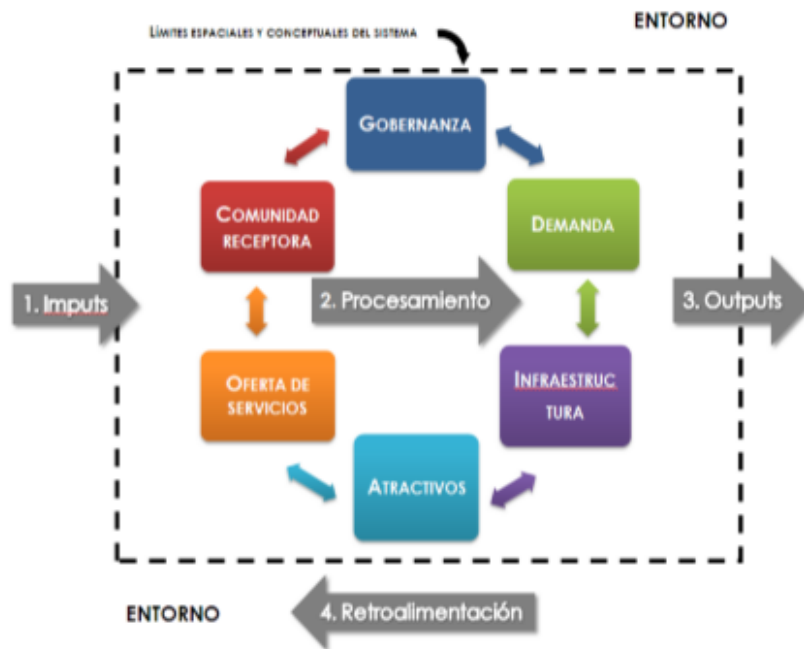 ENTORNO
LÍMITES ESPACIALES Y CONCEPTUALES DEL SISTEMA
GOBERNANZA
COMUNIDAD
RECEPTORA
DEMANDA
1. Imputs
2. Procesamiento
3. Outputs
OFERTA DE
SERVICIOS
INFRAESTRUC
TURA
ATRACTIVOS
ENTORNO
4. Retroalimentación